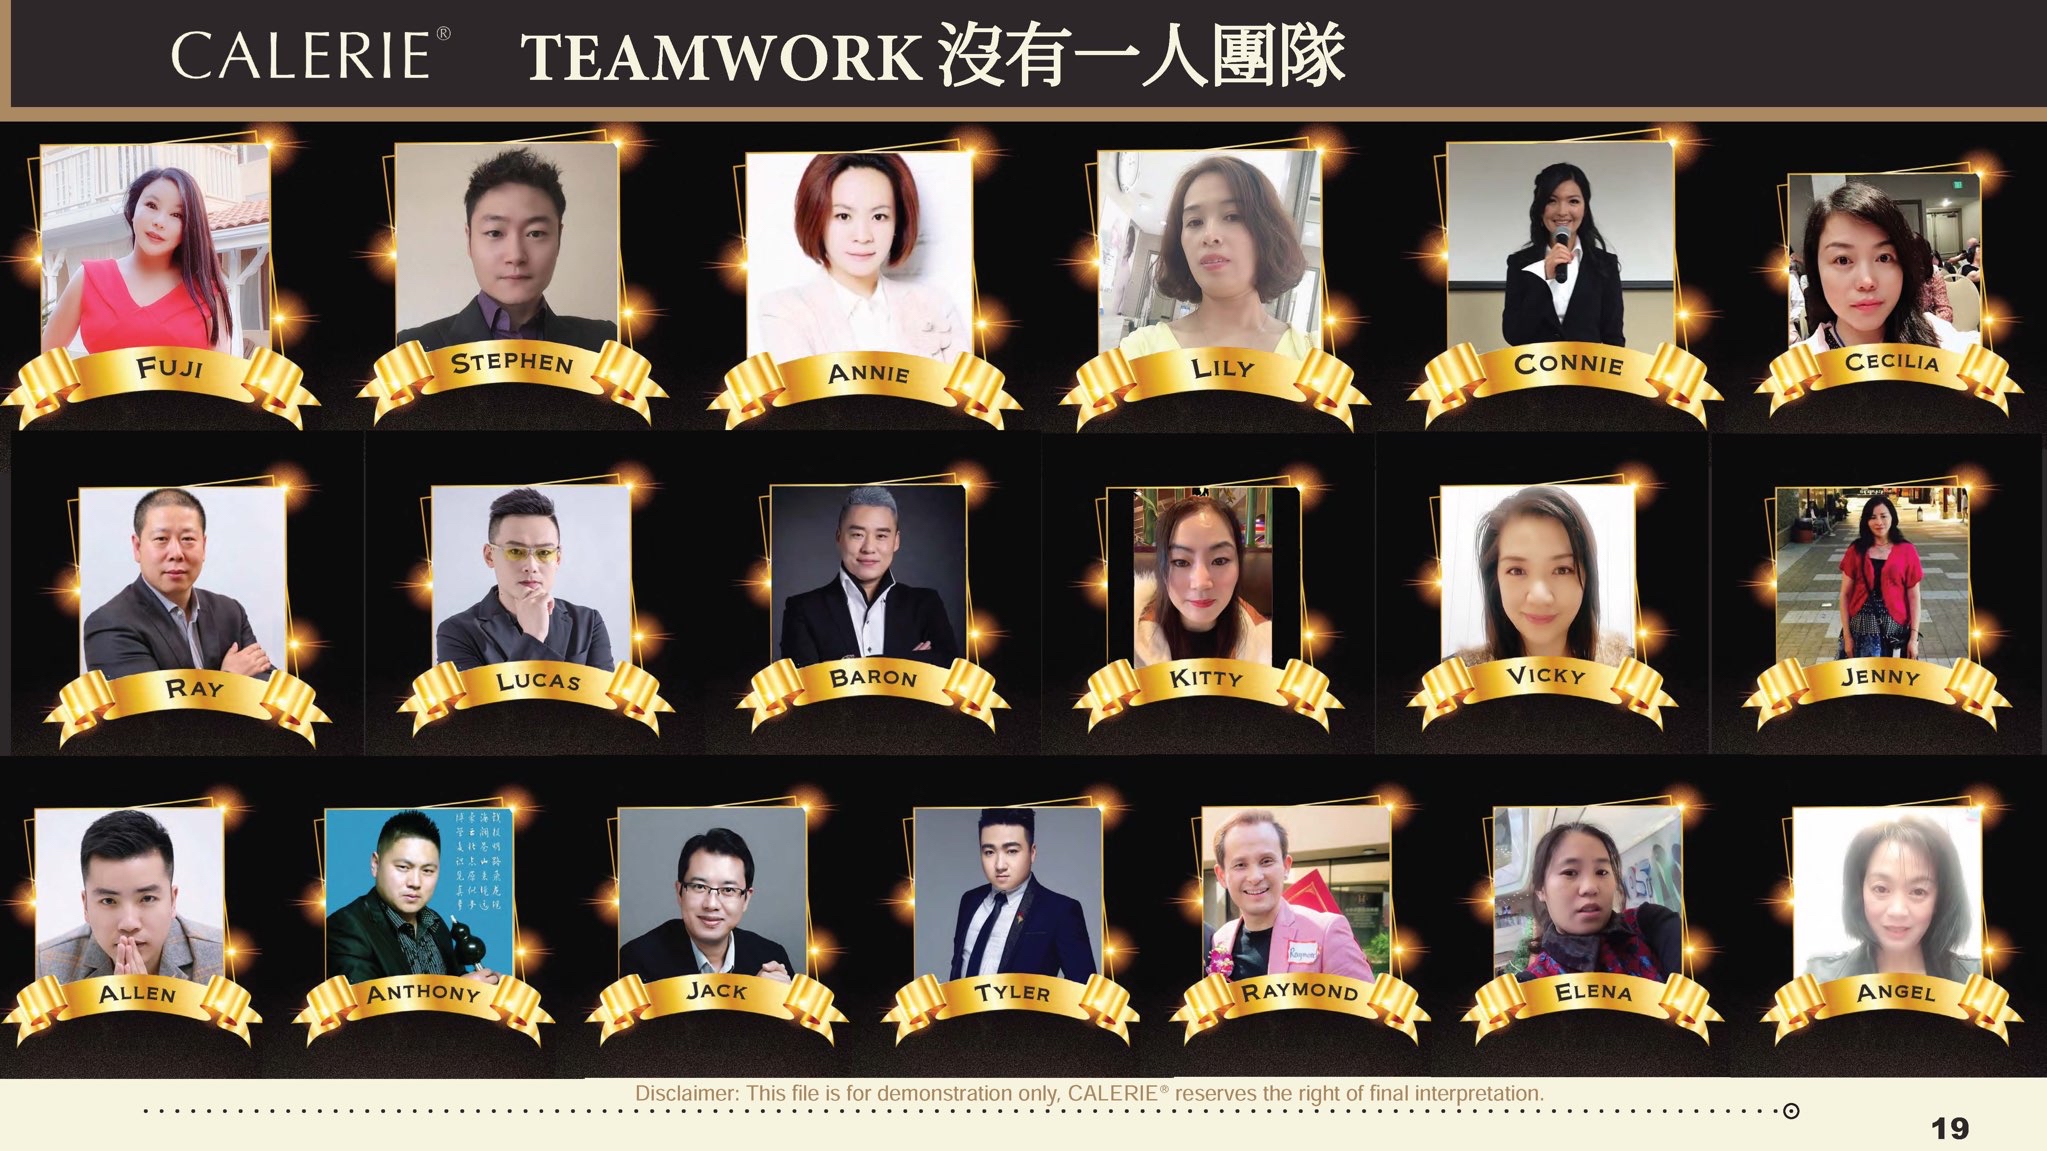 CALERIE® TEAMWORK 沒有一人團隊
FUJI
STEPHEN
ANNIE
LILY
CONNIE
CECILIA
RAY
LUCAS
BARON
KITTY
VICKY
JENNY
ALLEN
ANTHONY
JACK
TYLER
RAYMOND
ELENA
ANGEL
Disclaimer: This file is for demonstration only, CALERIE® reserves the right of final interpretation.
19